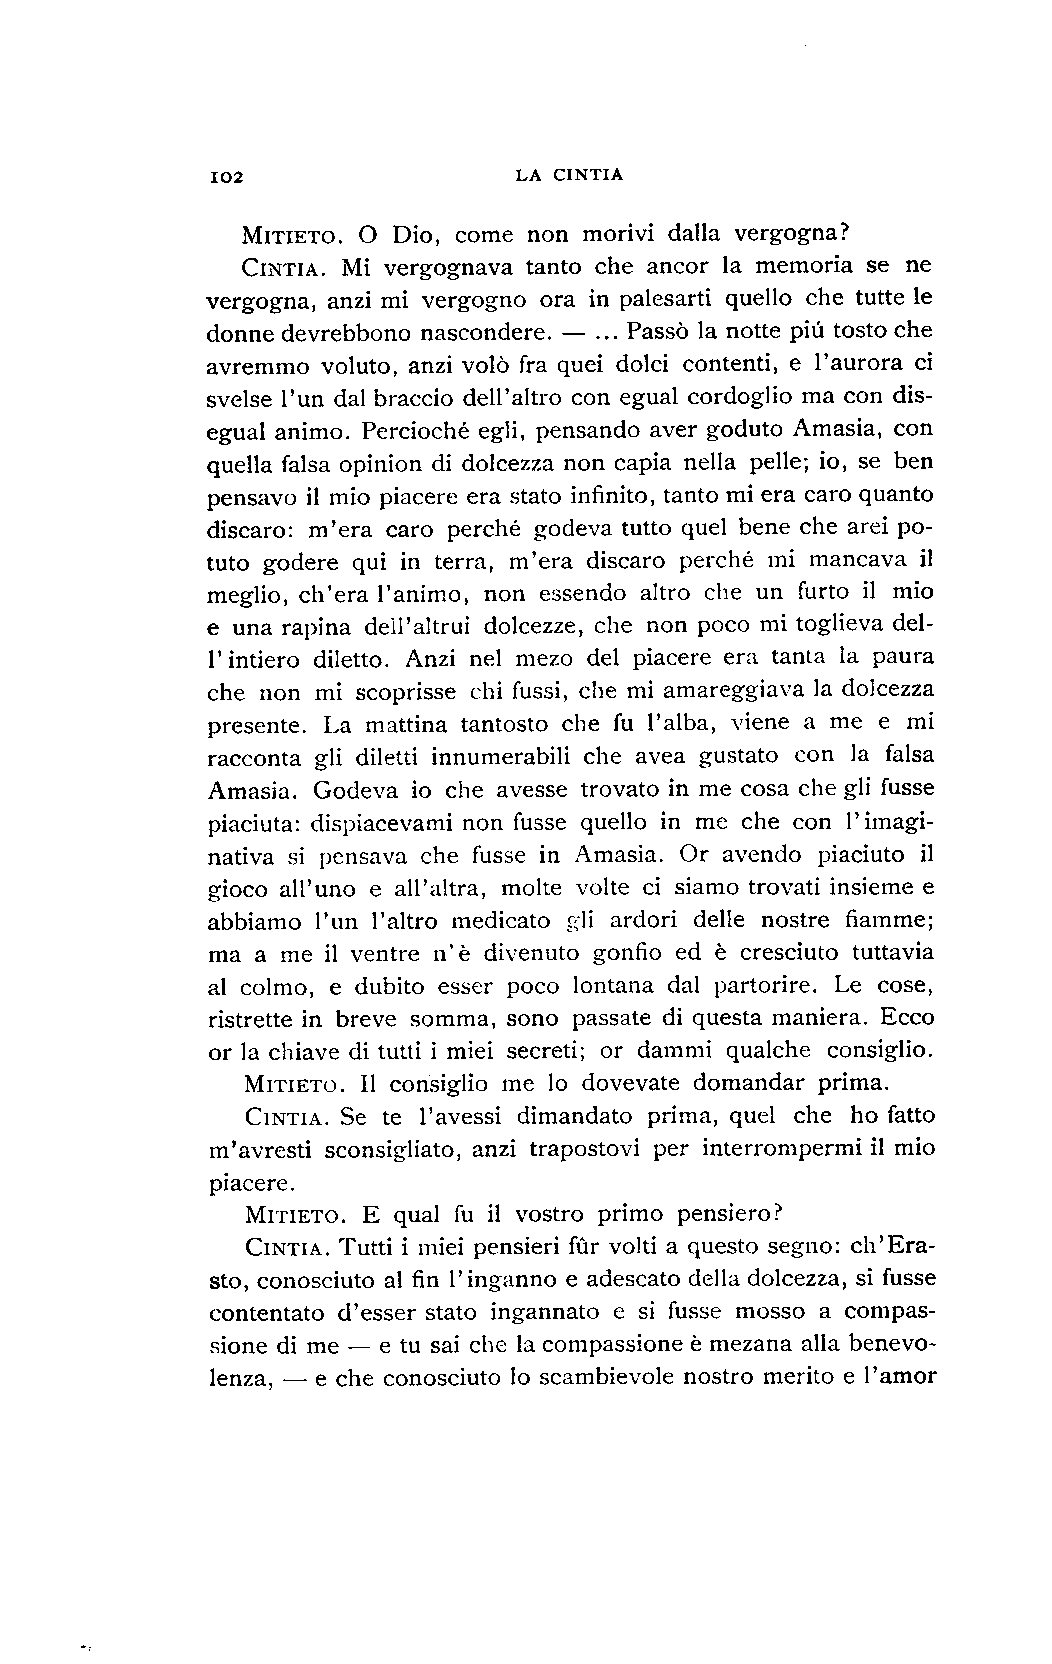 102 LA CINTIA
MITIETO. O Dio, come non morivi dalla vergogna?
CINTIA. Mi vergognava tanto che ancor la memoria se ne
vergogna, anzi mi vergogno ora in palesarti quello che tutte le
donne devrebbono nascondere. — ... Passò la notte piú tosto che
avremmo voluto, anzi volò fra quei dolci contenti, e l'aurora ci
svelse l'un dal braccio dell'altro con egual cordoglio ma con dis-
egual animo. Percioché egli, pensando aver goduto Amasia, con
quella falsa opinion di dolcezza non capia nella pelle; io, se ben
pensavo il mio piacere era stato infinito, tanto mi era caro quanto
discaro: m'era caro perché godeva tutto quel bene che arei po-
tuto godere qui in terra, m'era discaro perché mi mancava il
meglio, ch'era l'animo, non essendo altro che un furto il mio
e una rapina dell'altrui dolcezze, che non poco mi toglieva del-
l'intiero diletto. Anzi nel mezo del piacere era tanta la paura
che non mi scoprisse chi fussi, che mi amareggiava la dolcezza
presente. La mattina tantosto che fu l'alba, viene a me e mi
racconta gli diletti innumerabili che avea gustato con la falsa
Amasia. Godeva io che avesse trovato in me cosa che gli fusse
piaciuta: dispiacevami non fusse quello in me che con l'imagi-
nativa si pensava che fusse in Amasia. Or avendo piaciuto il
gioco all'uno e all'altra, molte volte ci siamo trovati insieme e
abbiamo l'un l'altro medicato gli ardori delle nostre fiamme;
ma a me il ventre n'è divenuto gonfio ed è cresciuto tuttavia
al colmo, e dubito esser poco lontana dal partorire. Le cose,
ristrette in breve somma, sono passate di questa maniera. Ecco
or la chiave di tutti i miei secreti; or dammi qualche consiglio.
MITIETO. Il consiglio me lo dovevate domandar prima.
CINTIA. Se te l'avessi dimandato prima, quel che ho fatto
m'avresti sconsigliato, anzi trapostovi per interrompermi il mio
piacere.
MITIETO. E qual fu il vostro primo pensiero?
CINTIA. Tutti i miei pensieri fûr volti a questo segno: ch'Era-
sto, conosciuto al fin l'inganno e adescato della dolcezza, si fusse
contentato d'esser stato ingannato e si fusse mosso a compas-
sione di me — e tu sai che la compassione è mezana alla benevo-
lenza, — e che conosciuto lo scambievole nostro merito e l'amor